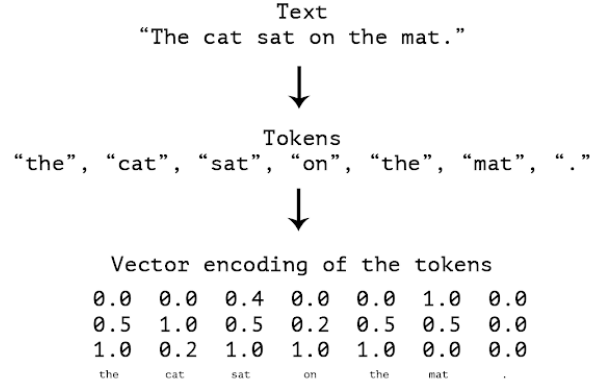 Text
“The cat sat on the mat.”
Tokens
“the”, “cat”, “sat”, “on”, “the”, “mat”, “.”
Vector encoding of the tokens
0.0 0.0 0.4 0.0 0.0 1.0 0.0
0.5 1.0 0.5 0.2 0.5 0.5 0.0
1.0 0.2 1.0 1.0 1.0 0.0 0.0
the cat sat on the mat .